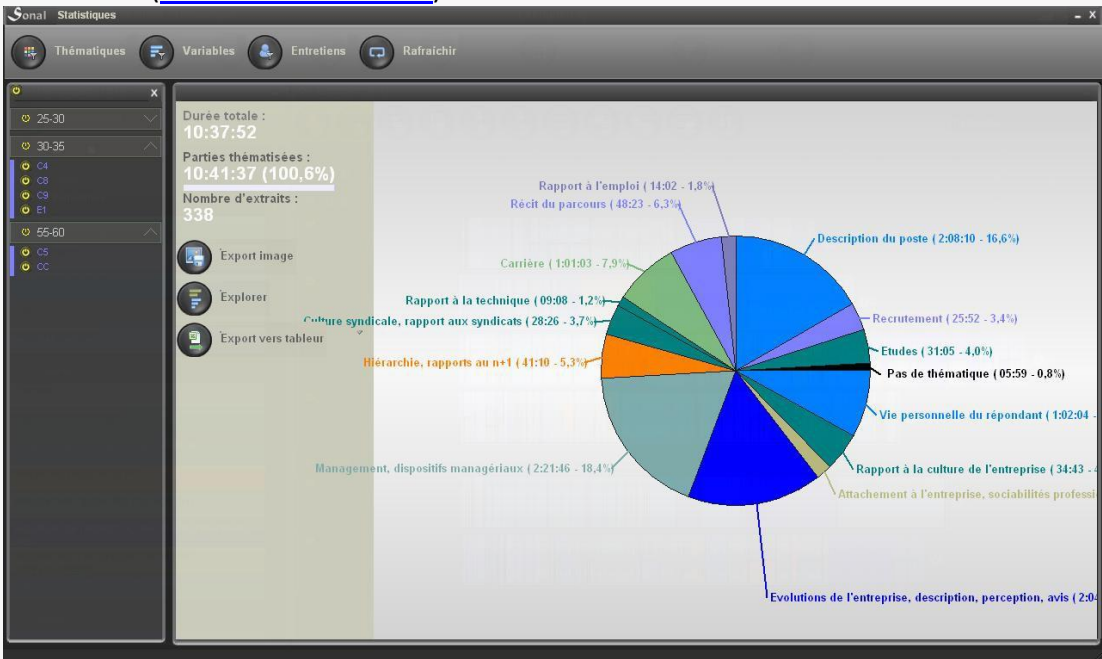 Sonal Statistiques
- x
Thématiques
Variables
Entretiens
Rafraichir
x
25-30
30-35
C4
C8
C9
E1
55-60
C5
CC
Durée totale :
10:37:52
Parties thématisées :
10:41:37 (100,6%)
Nombre d'extraits :
338
Export image
Explorer
Export vers tableur
Rapport à l'emploi ( 14:02 - 1,8%)
Récit du parcours ( 48:23 - 6,3%)
Carrière ( 1:01:03 - 7,9%)
Rapport à la technique ( 09:08 - 1,2%)
Culture syndicale, rapport aux syndicats ( 28:26 - 3,7%)
Hiérarchie, rapports au n+1 ( 41:10 - 5,3%)
Management, dispositifs managériaux ( 2:21:46 - 18,4%)
Description du poste ( 2:08:10 - 16,6%)
Recrutement ( 25:52 - 3,4%)
Etudes ( 31:05 - 4,0%)
Pas de thématique ( 05:59 - 0,8%)
Vie personnelle du répondant ( 1:02:04 -
Rapport à la culture de l'entreprise ( 34:43 -
Attachement à l'entreprise, sociabilités professi
Evolutions de l'entreprise, description, perception, avis ( 2:04